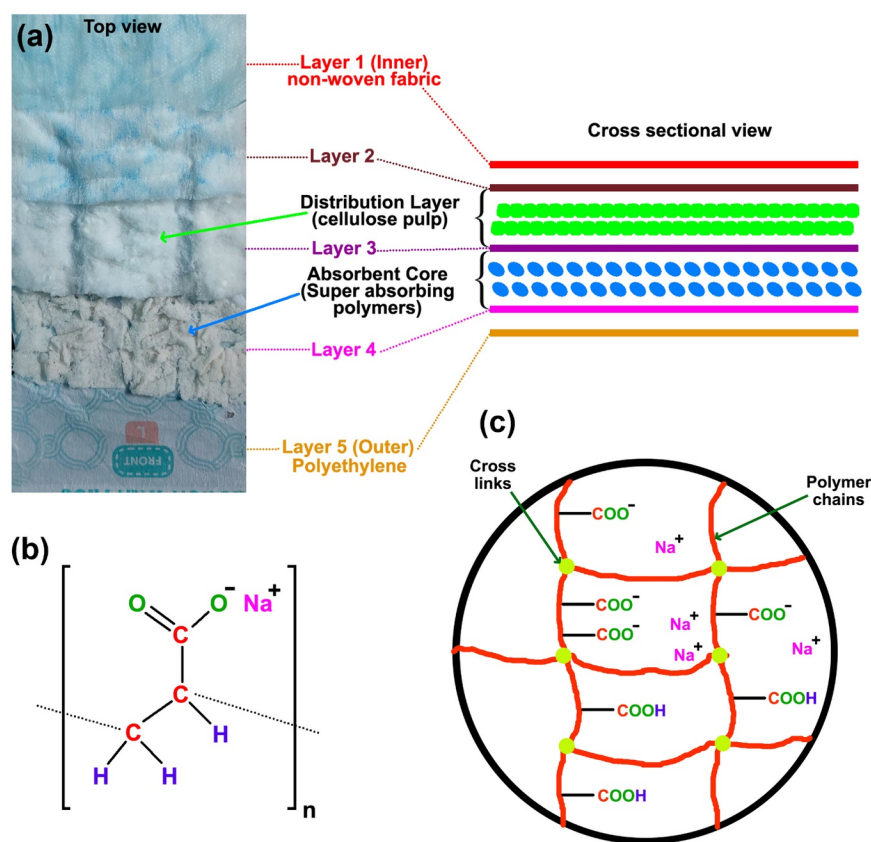 (a)
Top view
Layer 1 (Inner)
non-woven fabric
Layer 2
Distribution Layer
(cellulose pulp)
Layer 3
Absorbent Core
(Super absorbing
polymers)
Layer 4
Layer 5 (Outer)
Polyethylene
L
FRONT
Cross sectional view
(b)
O
O⁻ Na⁺
C
C
C
H
H
H
n
(c)
Cross
links
Polymer
chains
COO⁻
Na⁺
COO⁻
COO⁻
Na⁺
Na⁺
COO⁻
Na⁺
COOH
COOH
COOH